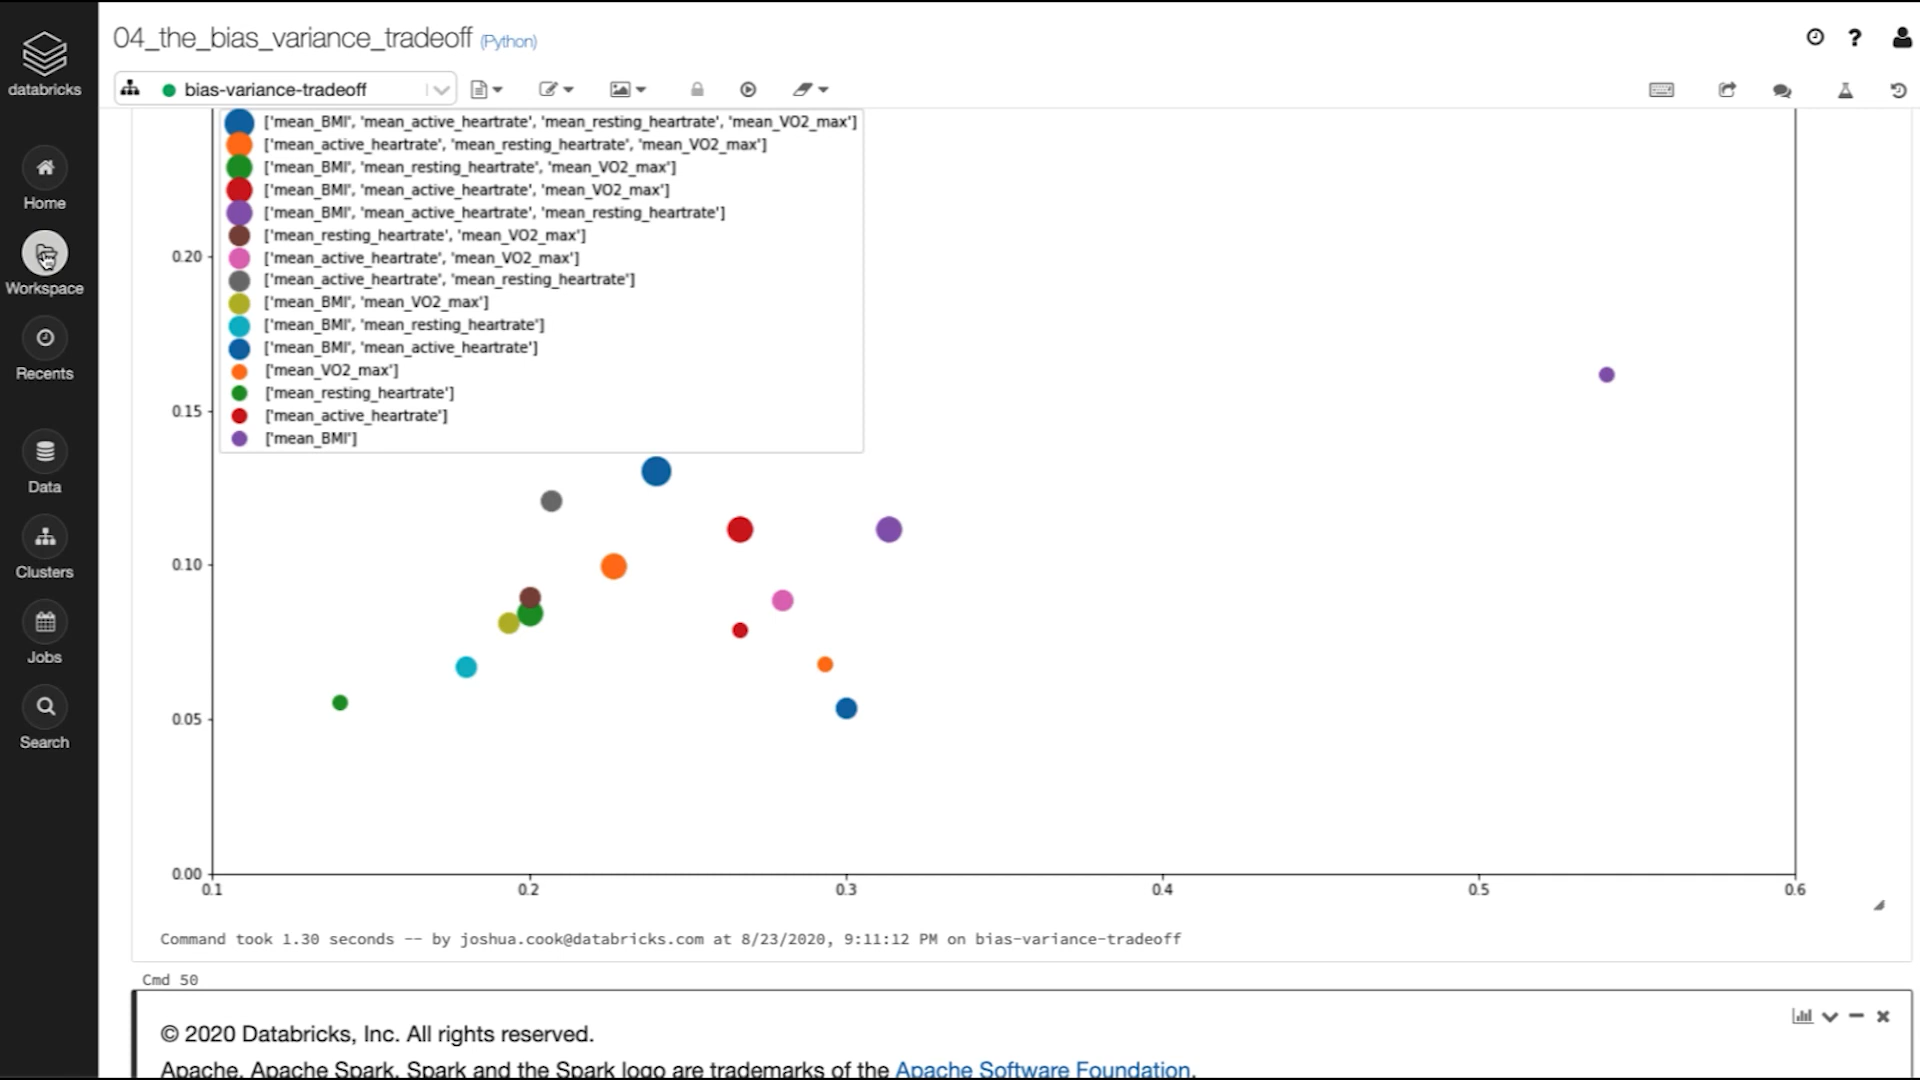 04_the_bias_variance_tradeoff (Python)
databricks
bias-variance-tradeoff
Home
Workspace
Recents
Data
Clusters
Jobs
Search
['mean_BMI', 'mean_active_heartrate', 'mean_resting_heartrate', 'mean_VO2_max']
['mean_active_heartrate', 'mean_resting_heartrate', 'mean_VO2_max']
['mean_BMI', 'mean_resting_heartrate', 'mean_VO2_max']
['mean_BMI', 'mean_active_heartrate', 'mean_VO2_max']
['mean_BMI', 'mean_active_heartrate', 'mean_resting_heartrate']
['mean_resting_heartrate', 'mean_VO2_max']
['mean_active_heartrate', 'mean_VO2_max']
['mean_active_heartrate', 'mean_resting_heartrate']
['mean_BMI', 'mean_VO2_max']
['mean_BMI', 'mean_resting_heartrate']
['mean_BMI', 'mean_active_heartrate']
['mean_VO2_max']
['mean_resting_heartrate']
['mean_active_heartrate']
['mean_BMI']
0.20
0.15
0.10
0.05
0.00
0.1 0.2 0.3 0.4 0.5 0.6
Command took 1.30 seconds -- by joshua.cook@databricks.com at 8/23/2020, 9:11:12 PM on bias-variance-tradeoff
Cmd 50
© 2020 Databricks, Inc. All rights reserved.
Apache, Apache Spark, Spark and the Spark logo are trademarks of the Apache Software Foundation.